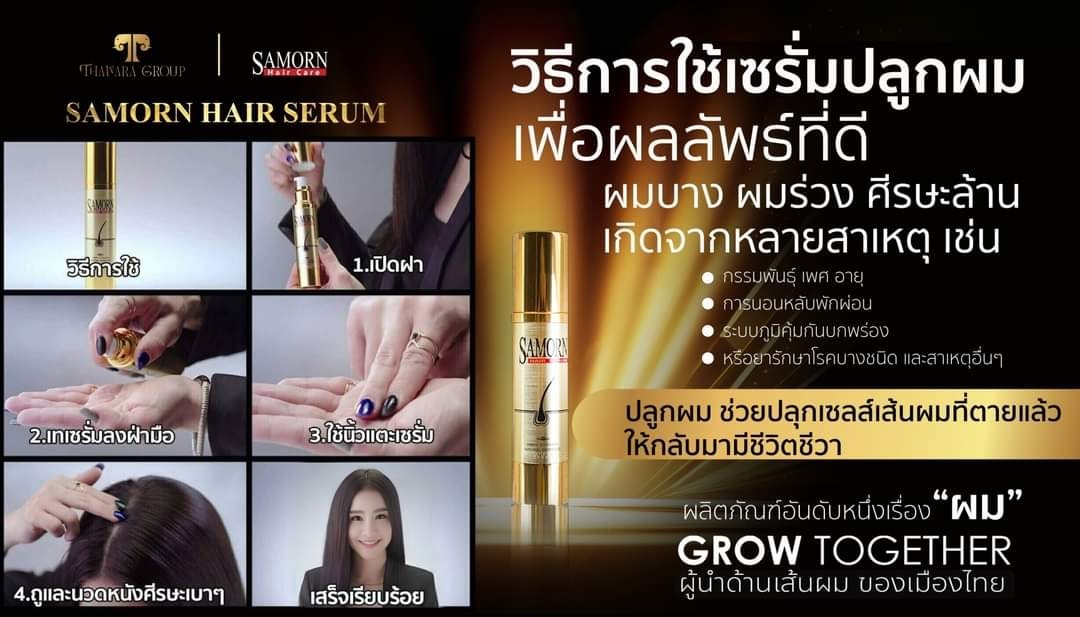 THAINARA GROUP
SAMORN
Hair Care
SAMORN HAIR SERUM
SAMORN
วิธีการใช้
SAMORN
1.เปิดฝา
2.เทเซรั่มลงฝ่ามือ
3.ใช้นิ้วแตะเซรั่ม
4.ถูและนวดหนังศีรษะเบาๆ
เสร็จเรียบร้อย
วิธีการใช้เซรั่มปลูกผม
เพื่อผลลัพธ์ที่ดี
ผมบาง ผมร่วง ศีรษะล้าน
เกิดจากหลายสาเหตุ เช่น
● กรรมพันธุ์ เพศ อายุ
● การนอนหลับพักผ่อน
● ระบบภูมิคุ้มกันบกพร่อง
● หรือยารักษาโรคบางชนิด และสาเหตุอื่นๆ
SAMORN
ปลูกผม ช่วยปลุกเซลส์เส้นผมที่ตายแล้ว
ให้กลับมามีชีวิตชีวา
ผลิตภัณฑ์อันดับหนึ่งเรื่อง “ผม”
GROW TOGETHER
ผู้นำด้านเส้นผม ของเมืองไทย